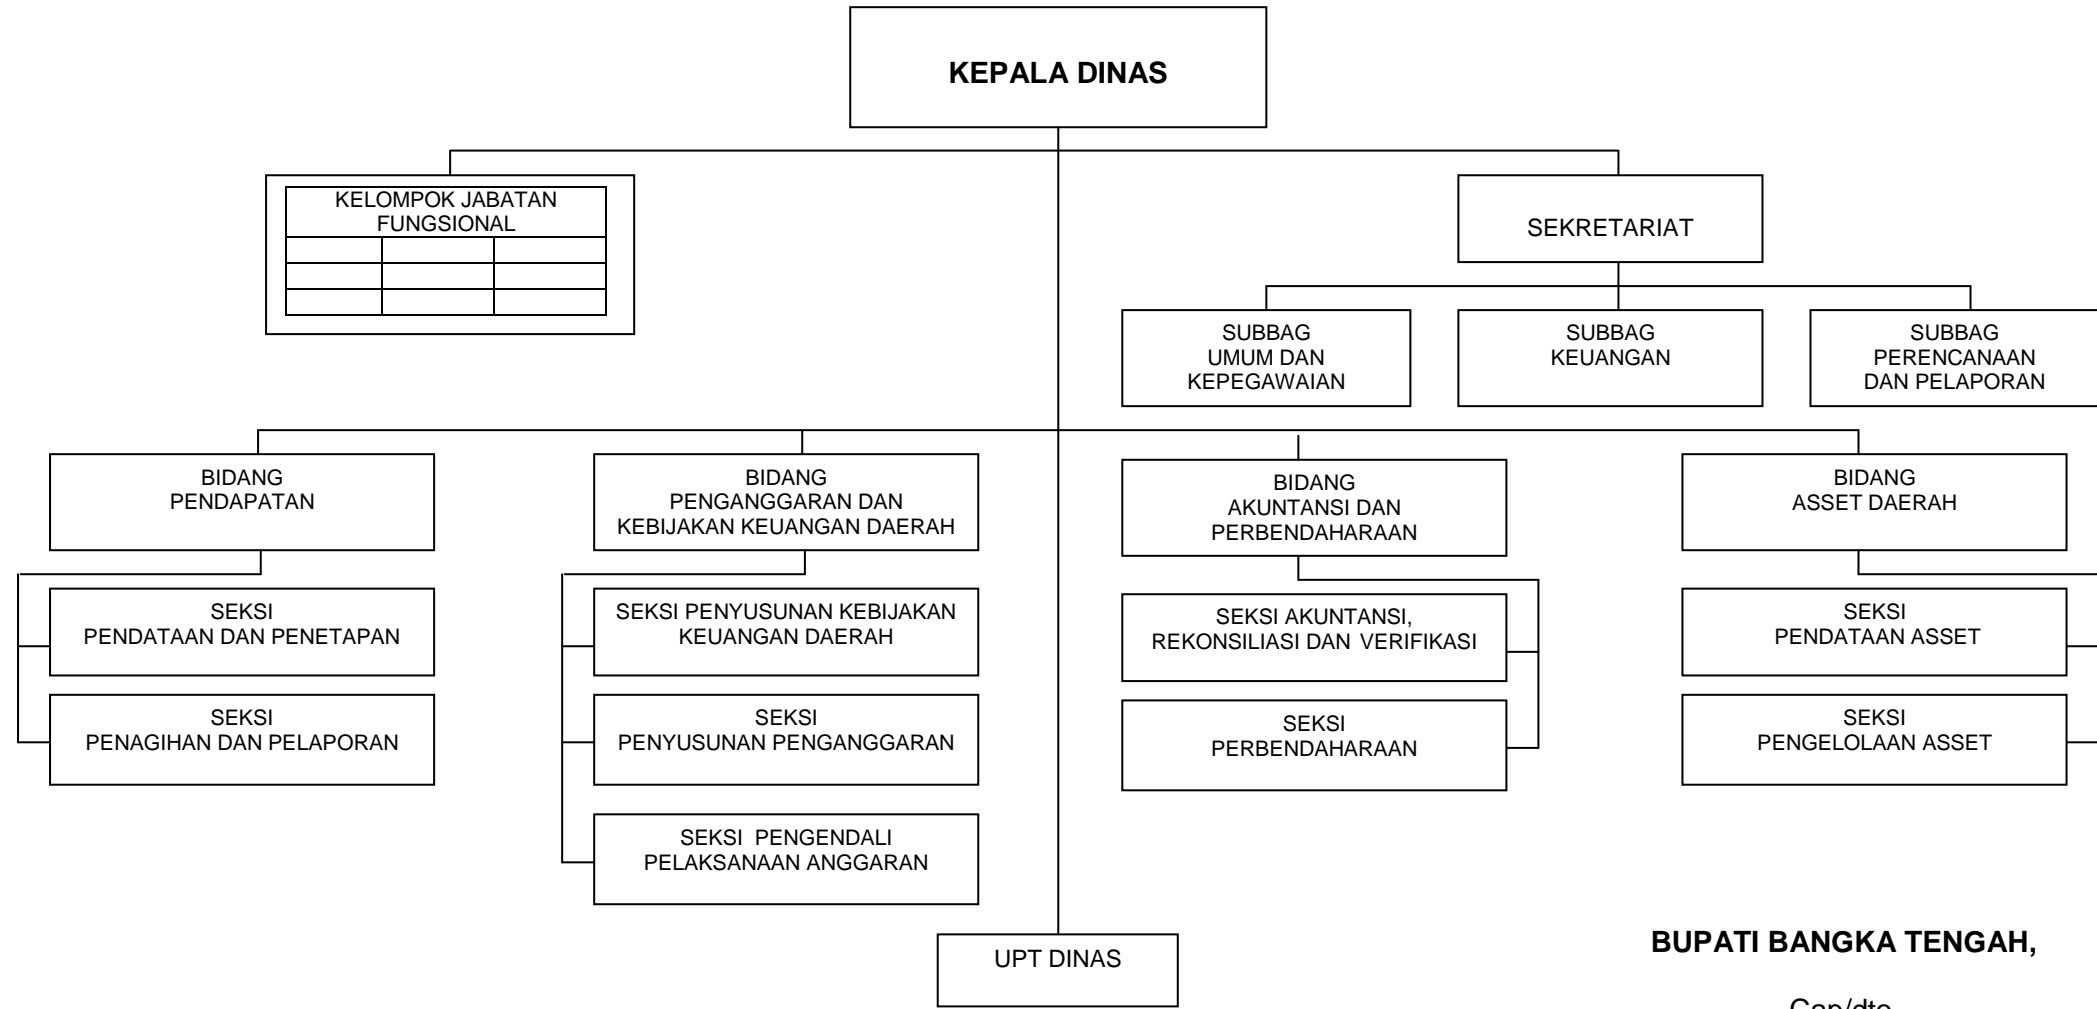 KEPALA DINAS
KELOMPOK JABATAN
FUNGSIONAL
SEKRETARIAT
SUBBAG
UMUM DAN
KEPEGAWAIAN
SUBBAG
KEUANGAN
SUBBAG
PERENCANAAN
DAN PELAPORAN
BIDANG
PENDAPATAN
BIDANG
PENGANGGARAN DAN
KEBIJAKAN KEUANGAN DAERAH
BIDANG
AKUNTANSI DAN
PERBENDAHARAAN
BIDANG
ASSET DAERAH
SEKSI
PENDATAAN DAN PENETAPAN
SEKSI PENYUSUNAN KEBIJAKAN
KEUANGAN DAERAH
SEKSI AKUNTANSI,
REKONSILIASI DAN VERIFIKASI
SEKSI
PENDATAAN ASSET
SEKSI
PENAGIHAN DAN PELAPORAN
SEKSI
PENYUSUNAN PENGANGGARAN
SEKSI
PERBENDAHARAAN
SEKSI
PENGELOLAAN ASSET
SEKSI PENGENDALI
PELAKSANAAN ANGGARAN
UPT DINAS
BUPATI BANGKA TENGAH,
Cap/dto